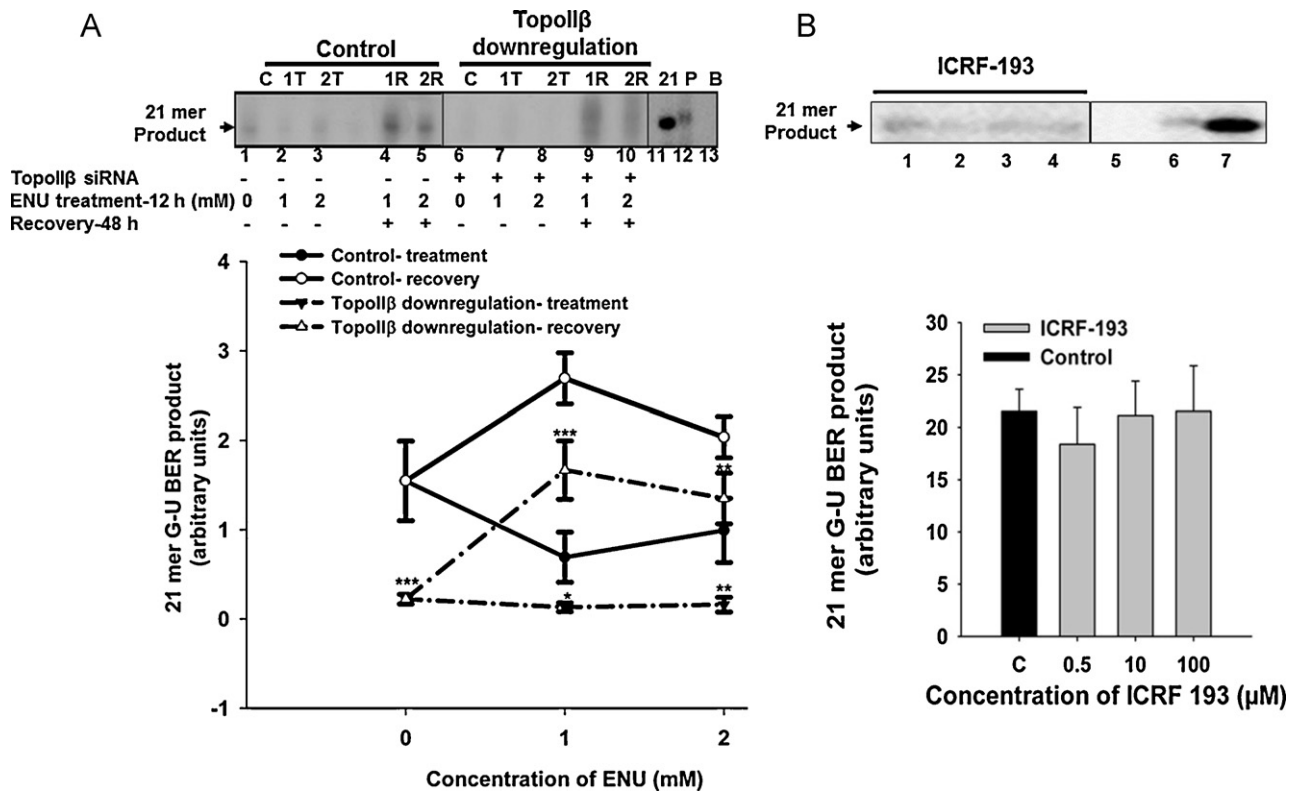 A
Control
TopoIIβ
downregulation
C 1T 2T 1R 2R C 1T 2T 1R 2R 21 P B
21 mer
Product
1 2 3 4 5 6 7 8 9 10 11 12 13
TopoIIβ siRNA - - - - - + + + + +
ENU treatment-12 h (mM) 0 1 2 1 2 0 1 2 1 2
Recovery-48 h - - - + + - - - + +
Control- treatment
Control- recovery
TopoIIβ downregulation- treatment
TopoIIβ downregulation- recovery
21 mer G-U BER product
(arbitrary units)
4
3
2
1
0
-1
***
**
***
*
**
0 1 2
Concentration of ENU (mM)
B
ICRF-193
21 mer
Product
1 2 3 4 5 6 7
ICRF-193
Control
21 mer G-U BER product
(arbitrary units)
30
25
20
15
10
5
0
C 0.5 10 100
Concentration of ICRF 193 (µM)